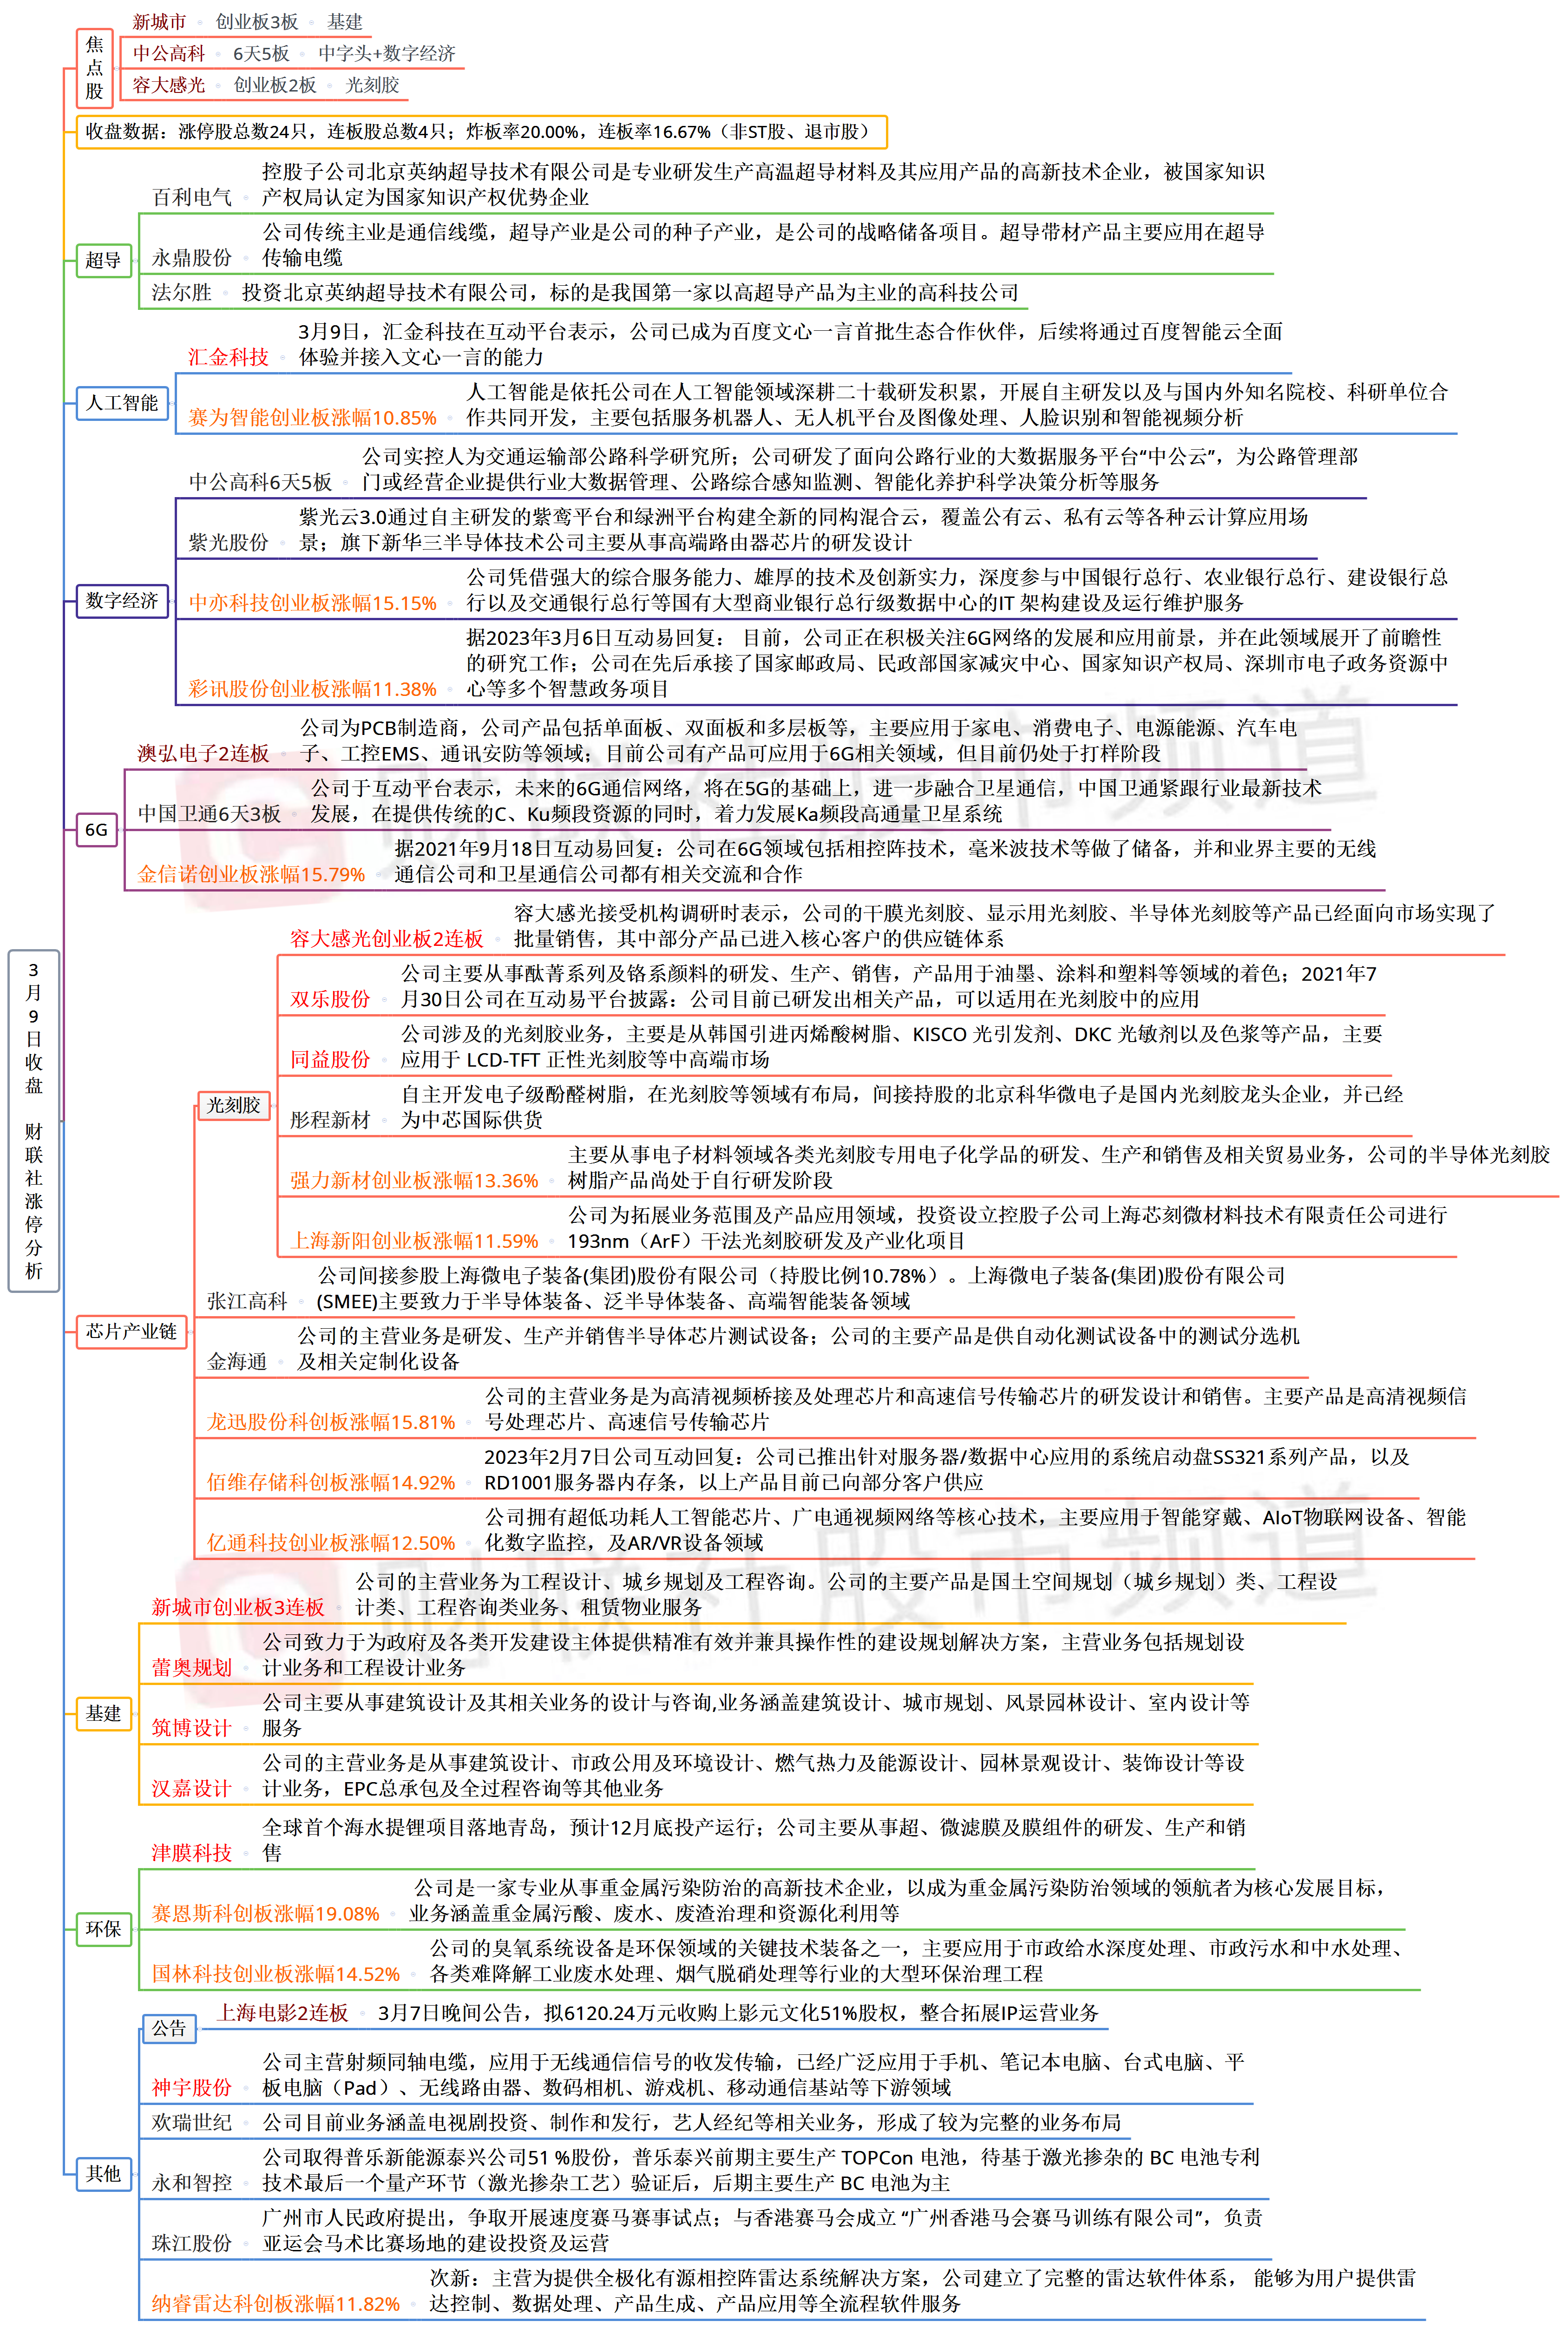 3月9日收盘 财联社涨停分析
焦点股
新城市 创业板3板 基建
中公高科 6天5板 中字头+数字经济
容大感光 创业板2板 光刻胶
收盘数据：涨停股总数24只，连板股总数4只；炸板率20.00%，连板率16.67%（非ST股、退市股）
超导
百利电气
控股子公司北京英纳超导技术有限公司是专业研发生产高温超导材料及其应用产品的高新技术企业，被国家知识
产权局认定为国家知识产权优势企业
永鼎股份
公司传统主业是通信线缆，超导产业是公司的种子产业，是公司的战略储备项目。超导带材产品主要应用在超导
传输电缆
法尔胜 投资北京英纳超导技术有限公司，标的是我国第一家以高超导产品为主业的高科技公司
人工智能
汇金科技
3月9日，汇金科技在互动平台表示，公司已成为百度文心一言首批生态合作伙伴，后续将通过百度智能云全面
体验并接入文心一言的能力
赛为智能创业板涨幅10.85%
人工智能是依托公司在人工智能领域深耕二十载研发积累，开展自主研发以及与国内外知名院校、科研单位合
作共同开发，主要包括服务机器人、无人机平台及图像处理、人脸识别和智能视频分析
数字经济
中公高科6天5板
公司实控人为交通运输部公路科学研究所；公司研发了面向公路行业的大数据服务平台“中公云”，为公路管理部
门或经营企业提供行业大数据管理、公路综合感知监测、智能化养护科学决策分析等服务
紫光股份
紫光云3.0通过自主研发的紫鸾平台和绿洲平台构建全新的同构混合云，覆盖公有云、私有云等各种云计算应用场
景；旗下新华三半导体技术公司主要从事高端路由器芯片的研发设计
中亦科技创业板涨幅15.15%
公司凭借强大的综合服务能力、雄厚的技术及创新实力，深度参与中国银行总行、农业银行总行、建设银行总
行以及交通银行总行等国有大型商业银行总行级数据中心的IT 架构建设及运行维护服务
彩讯股份创业板涨幅11.38%
据2023年3月6日互动易回复： 目前，公司正在积极关注6G网络的发展和应用前景，并在此领域展开了前瞻性
的研究工作；公司在先后承接了国家邮政局、民政部国家减灾中心、国家知识产权局、深圳市电子政务资源中
心等多个智慧政务项目
6G
澳弘电子2连板
公司为PCB制造商，公司产品包括单面板、双面板和多层板等，主要应用于家电、消费电子、电源能源、汽车电
子、工控EMS、通讯安防等领域；目前公司有产品可应用于6G相关领域，但目前仍处于打样阶段
中国卫通6天3板
公司于互动平台表示，未来的6G通信网络，将在5G的基础上，进一步融合卫星通信，中国卫通紧跟行业最新技术
发展，在提供传统的C、Ku频段资源的同时，着力发展Ka频段高通量卫星系统
金信诺创业板涨幅15.79%
据2021年9月18日互动易回复：公司在6G领域包括相控阵技术，毫米波技术等做了储备，并和业界主要的无线
通信公司和卫星通信公司都有相关交流和合作
芯片产业链
光刻胶
容大感光创业板2连板
容大感光接受机构调研时表示，公司的干膜光刻胶、显示用光刻胶、半导体光刻胶等产品已经面向市场实现了
批量销售，其中部分产品已进入核心客户的供应链体系
双乐股份
公司主要从事酞菁系列及铬系颜料的研发、生产、销售，产品用于油墨、涂料和塑料等领域的着色；2021年7
月30日公司在互动易平台披露：公司目前已研发出相关产品，可以适用在光刻胶中的应用
同益股份
公司涉及的光刻胶业务，主要是从韩国引进丙烯酸树脂、KISCO 光引发剂、DKC 光敏剂以及色浆等产品，主要
应用于 LCD-TFT 正性光刻胶等中高端市场
彤程新材
自主开发电子级酚醛树脂，在光刻胶等领域有布局，间接持股的北京科华微电子是国内光刻胶龙头企业，并已经
为中芯国际供货
强力新材创业板涨幅13.36%
主要从事电子材料领域各类光刻胶专用电子化学品的研发、生产和销售及相关贸易业务，公司的半导体光刻胶
树脂产品尚处于自行研发阶段
上海新阳创业板涨幅11.59%
公司为拓展业务范围及产品应用领域，投资设立控股子公司上海芯刻微材料技术有限责任公司进行
193nm（ArF）干法光刻胶研发及产业化项目
张江高科
公司间接参股上海微电子装备(集团)股份有限公司（持股比例10.78%）。上海微电子装备(集团)股份有限公司
(SMEE)主要致力于半导体装备、泛半导体装备、高端智能装备领域
金海通
公司的主营业务是研发、生产并销售半导体芯片测试设备；公司的主要产品是供自动化测试设备中的测试分选机
及相关定制化设备
龙迅股份科创板涨幅15.81%
公司的主营业务是为高清视频桥接及处理芯片和高速信号传输芯片的研发设计和销售。主要产品是高清视频信
号处理芯片、高速信号传输芯片
佰维存储科创板涨幅14.92%
2023年2月7日公司互动回复：公司已推出针对服务器/数据中心应用的系统启动盘SS321系列产品，以及
RD1001服务器内存条，以上产品目前已向部分客户供应
亿通科技创业板涨幅12.50%
公司拥有超低功耗人工智能芯片、广电通视频网络等核心技术，主要应用于智能穿戴、AIoT物联网设备、智能
化数字监控，及AR/VR设备领域
基建
新城市创业板3连板
公司的主营业务为工程设计、城乡规划及工程咨询。公司的主要产品是国土空间规划（城乡规划）类、工程设
计类、工程咨询类业务、租赁物业服务
蕾奥规划
公司致力于为政府及各类开发建设主体提供精准有效并兼具操作性的建设规划解决方案，主营业务包括规划设
计业务和工程设计业务
筑博设计
公司主要从事建筑设计及其相关业务的设计与咨询,业务涵盖建筑设计、城市规划、风景园林设计、室内设计等
服务
汉嘉设计
公司的主营业务是从事建筑设计、市政公用及环境设计、燃气热力及能源设计、园林景观设计、装饰设计等设
计业务，EPC总承包及全过程咨询等其他业务
环保
津膜科技
全球首个海水提锂项目落地青岛，预计12月底投产运行；公司主要从事超、微滤膜及膜组件的研发、生产和销
售
赛恩斯科创板涨幅19.08%
公司是一家专业从事重金属污染防治的高新技术企业，以成为重金属污染防治领域的领航者为核心发展目标，
业务涵盖重金属污酸、废水、废渣治理和资源化利用等
国林科技创业板涨幅14.52%
公司的臭氧系统设备是环保领域的关键技术装备之一，主要应用于市政给水深度处理、市政污水和中水处理、
各类难降解工业废水处理、烟气脱硝处理等行业的大型环保治理工程
其他
公告
上海电影2连板 3月7日晚间公告，拟6120.24万元收购上影元文化51%股权，整合拓展IP运营业务
神宇股份
公司主营射频同轴电缆，应用于无线通信信号的收发传输，已经广泛应用于手机、笔记本电脑、台式电脑、平
板电脑（Pad）、无线路由器、数码相机、游戏机、移动通信基站等下游领域
欢瑞世纪 公司目前业务涵盖电视剧投资、制作和发行，艺人经纪等相关业务，形成了较为完整的业务布局
永和智控
公司取得普乐新能源泰兴公司51 %股份，普乐泰兴前期主要生产 TOPCon 电池，待基于激光掺杂的 BC 电池专利
技术最后一个量产环节（激光掺杂工艺）验证后，后期主要生产 BC 电池为主
珠江股份
广州市人民政府提出，争取开展速度赛马赛事试点；与香港赛马会成立 “广州香港马会赛马训练有限公司”，负责
亚运会马术比赛场地的建设投资及运营
纳睿雷达科创板涨幅11.82%
次新：主营为提供全极化有源相控阵雷达系统解决方案，公司建立了完整的雷达软件体系， 能够为用户提供雷
达控制、数据处理、产品生成、产品应用等全流程软件服务
财联社股市频道
财联社股市频道